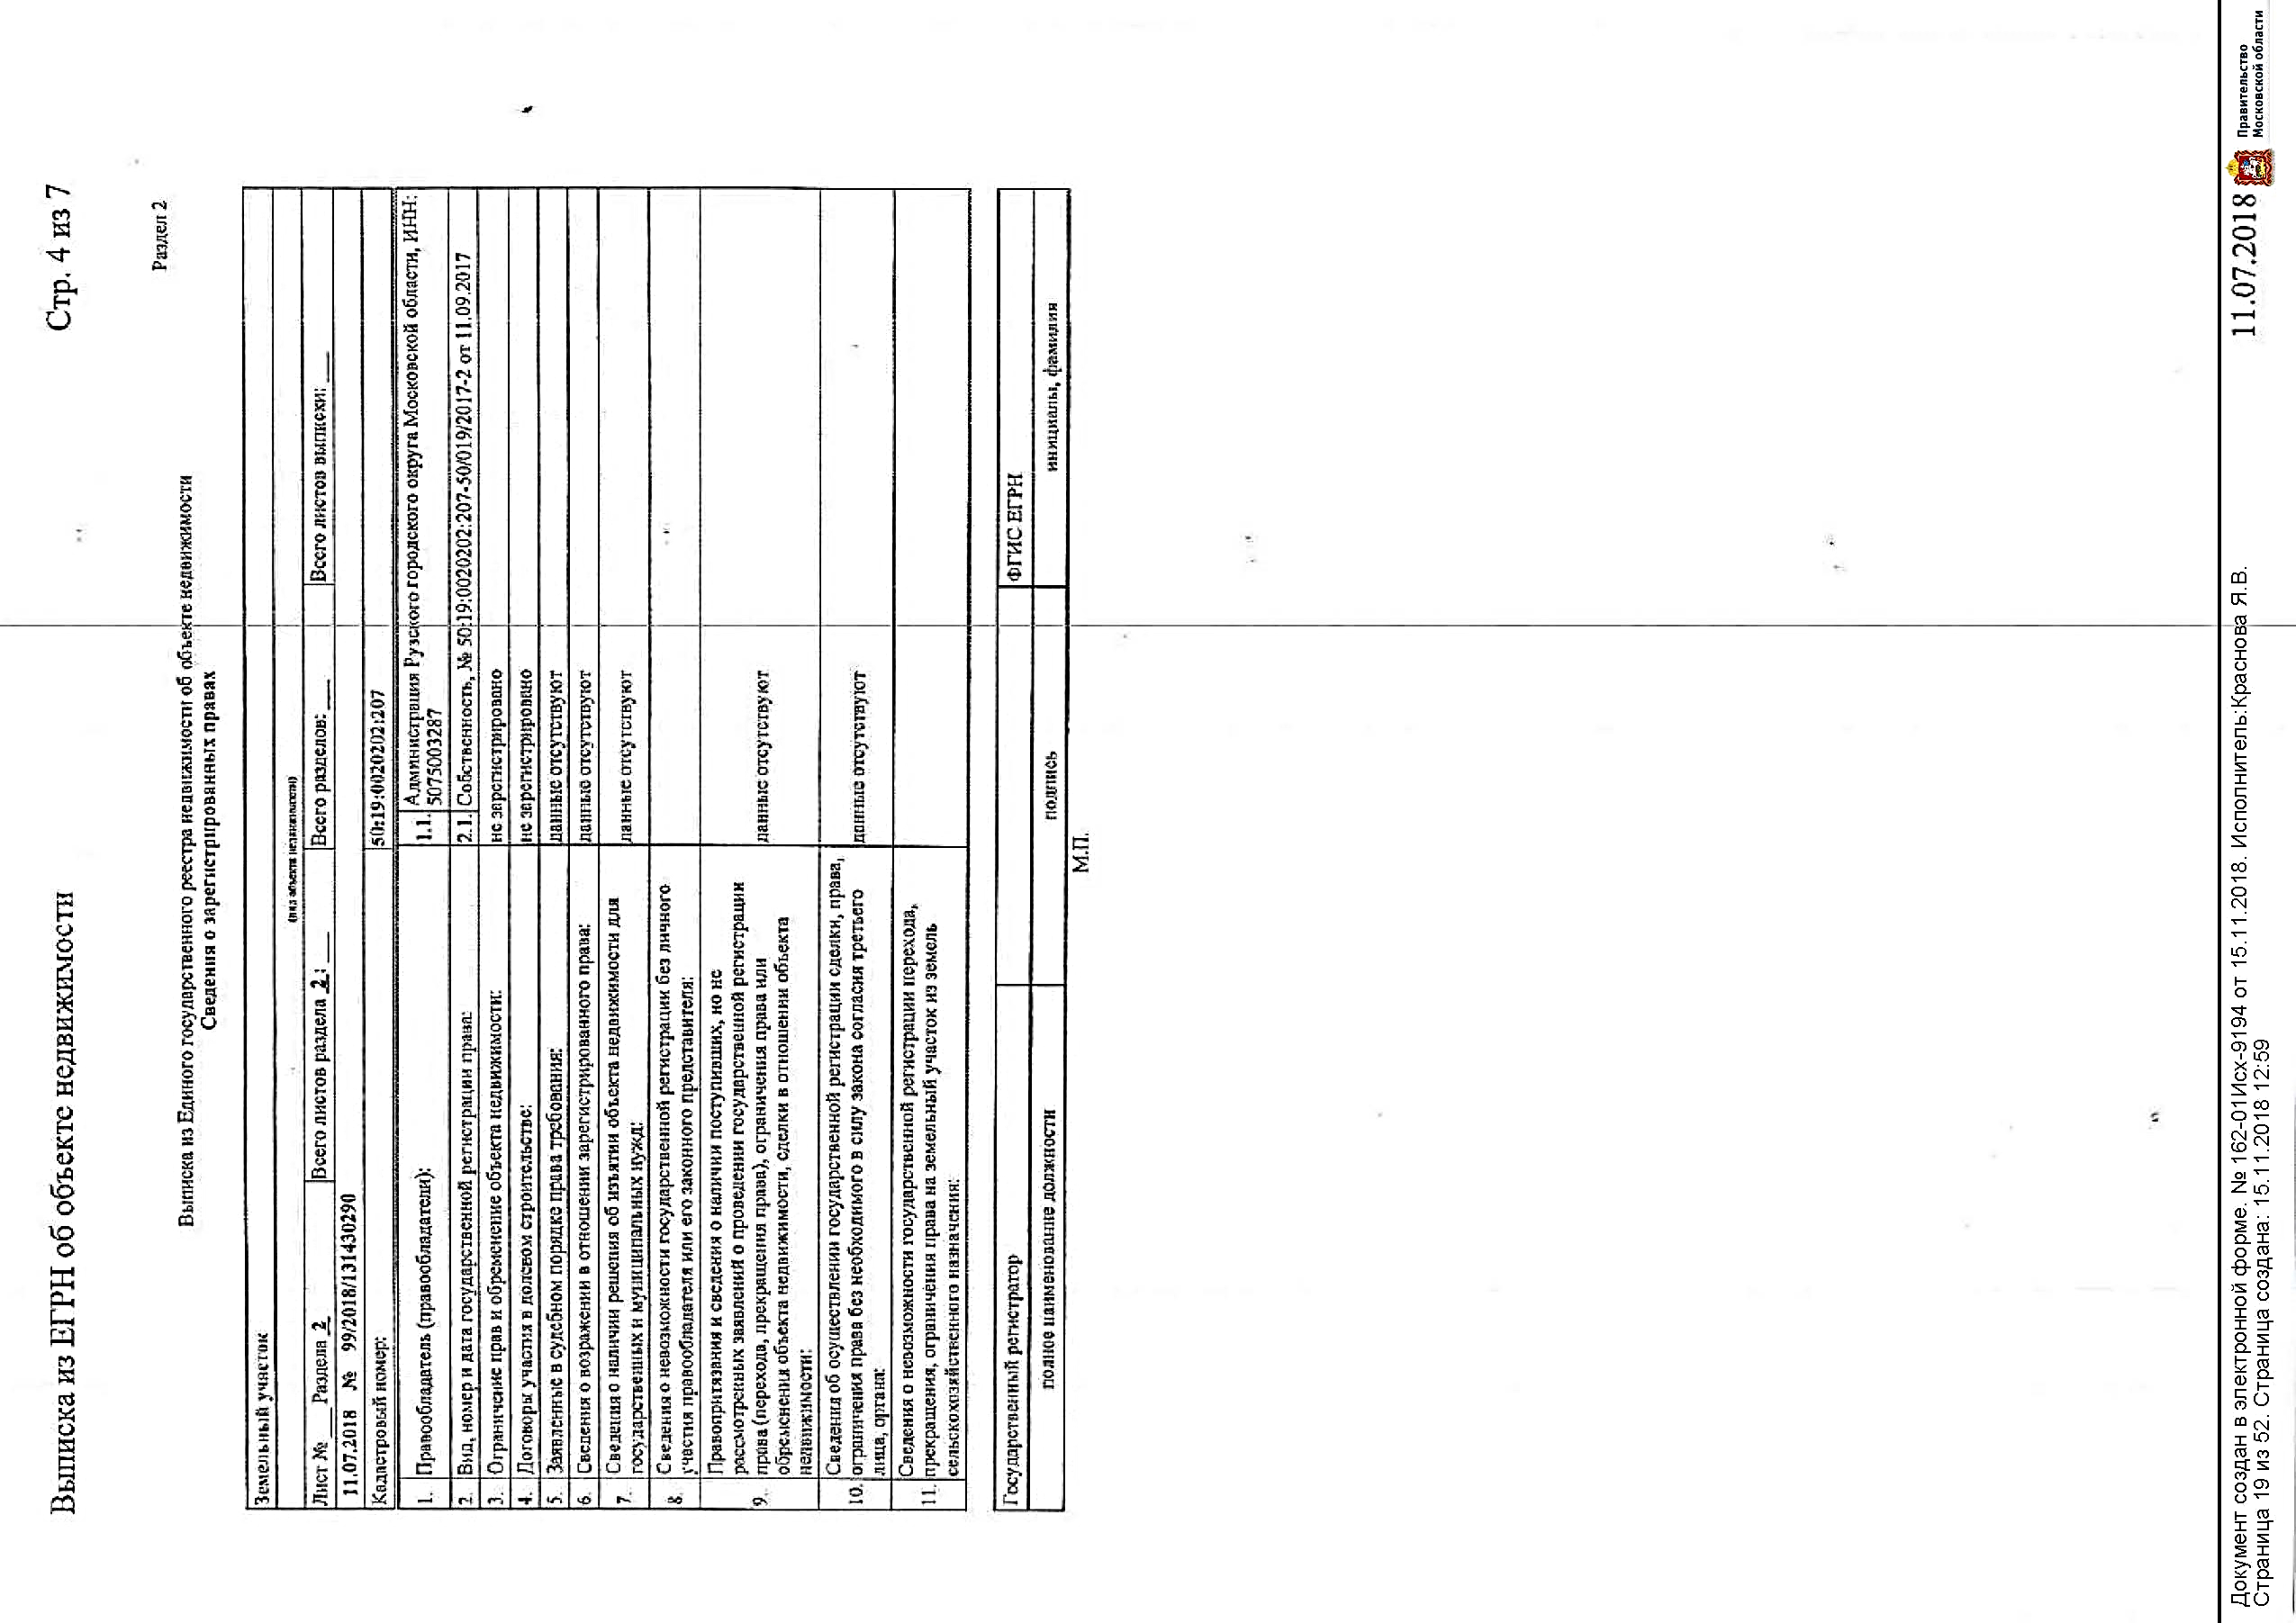 Выписка из ЕГРН об объекте недвижимости Стр. 4 из 7
Раздел 2
Выписка из Единого государственного реестра недвижимости об объекте недвижимости
Сведения о зарегистрированных правах
Земельный участок
(вид объекта недвижимости)
Лист № ___ Раздела 2 Всего листов раздела 2: ___ Всего разделов: ___ Всего листов выписки: ___
11.07.2018 № 99/2018/131430290
Кадастровый номер: 50:19:0020202:207
1. Правообладатель (правообладатели): 1.1. Администрация Рузского городского округа Московской области, ИНН:
5075003287
2. Вид, номер и дата государственной регистрации права: 2.1. Собственность, № 50:19:0020202:207-50/019/2017-2 от 11.09.2017
3. Ограничение прав и обременение объекта недвижимости: не зарегистрировано
4. Договоры участия в долевом строительстве: не зарегистрировано
5. Заявленные в судебном порядке права требования: данные отсутствуют
6. Сведения о возражении в отношении зарегистрированного права: данные отсутствуют
7. Сведения о наличии решения об изъятии объекта недвижимости для
государственных и муниципальных нужд: данные отсутствуют
8. Сведения о невозможности государственной регистрации без личного
участия правообладателя или его законного представителя:
9. Правопритязания и сведения о наличии поступивших, но не
рассмотренных заявлений о проведении государственной регистрации
права (перехода, прекращения права), ограничения права или
обременения объекта недвижимости, сделки в отношении объекта
недвижимости: данные отсутствуют
10. Сведения об осуществлении государственной регистрации сделки, права,
ограничения права без необходимого в силу закона согласия третьего
лица, органа: данные отсутствуют
11. Сведения о невозможности государственной регистрации перехода,
прекращения, ограничения права на земельный участок из земель
сельскохозяйственного назначения:
Государственный регистратор ФГИС ЕГРН
полное наименование должности подпись инициалы, фамилия
М.П.
11.07.2018
Правительство
Московской области
Документ создан в электронной форме. № 162-01Исх-9194 от 15.11.2018. Исполнитель:Краснова Я.В.
Страница 19 из 52. Страница создана: 15.11.2018 12:59